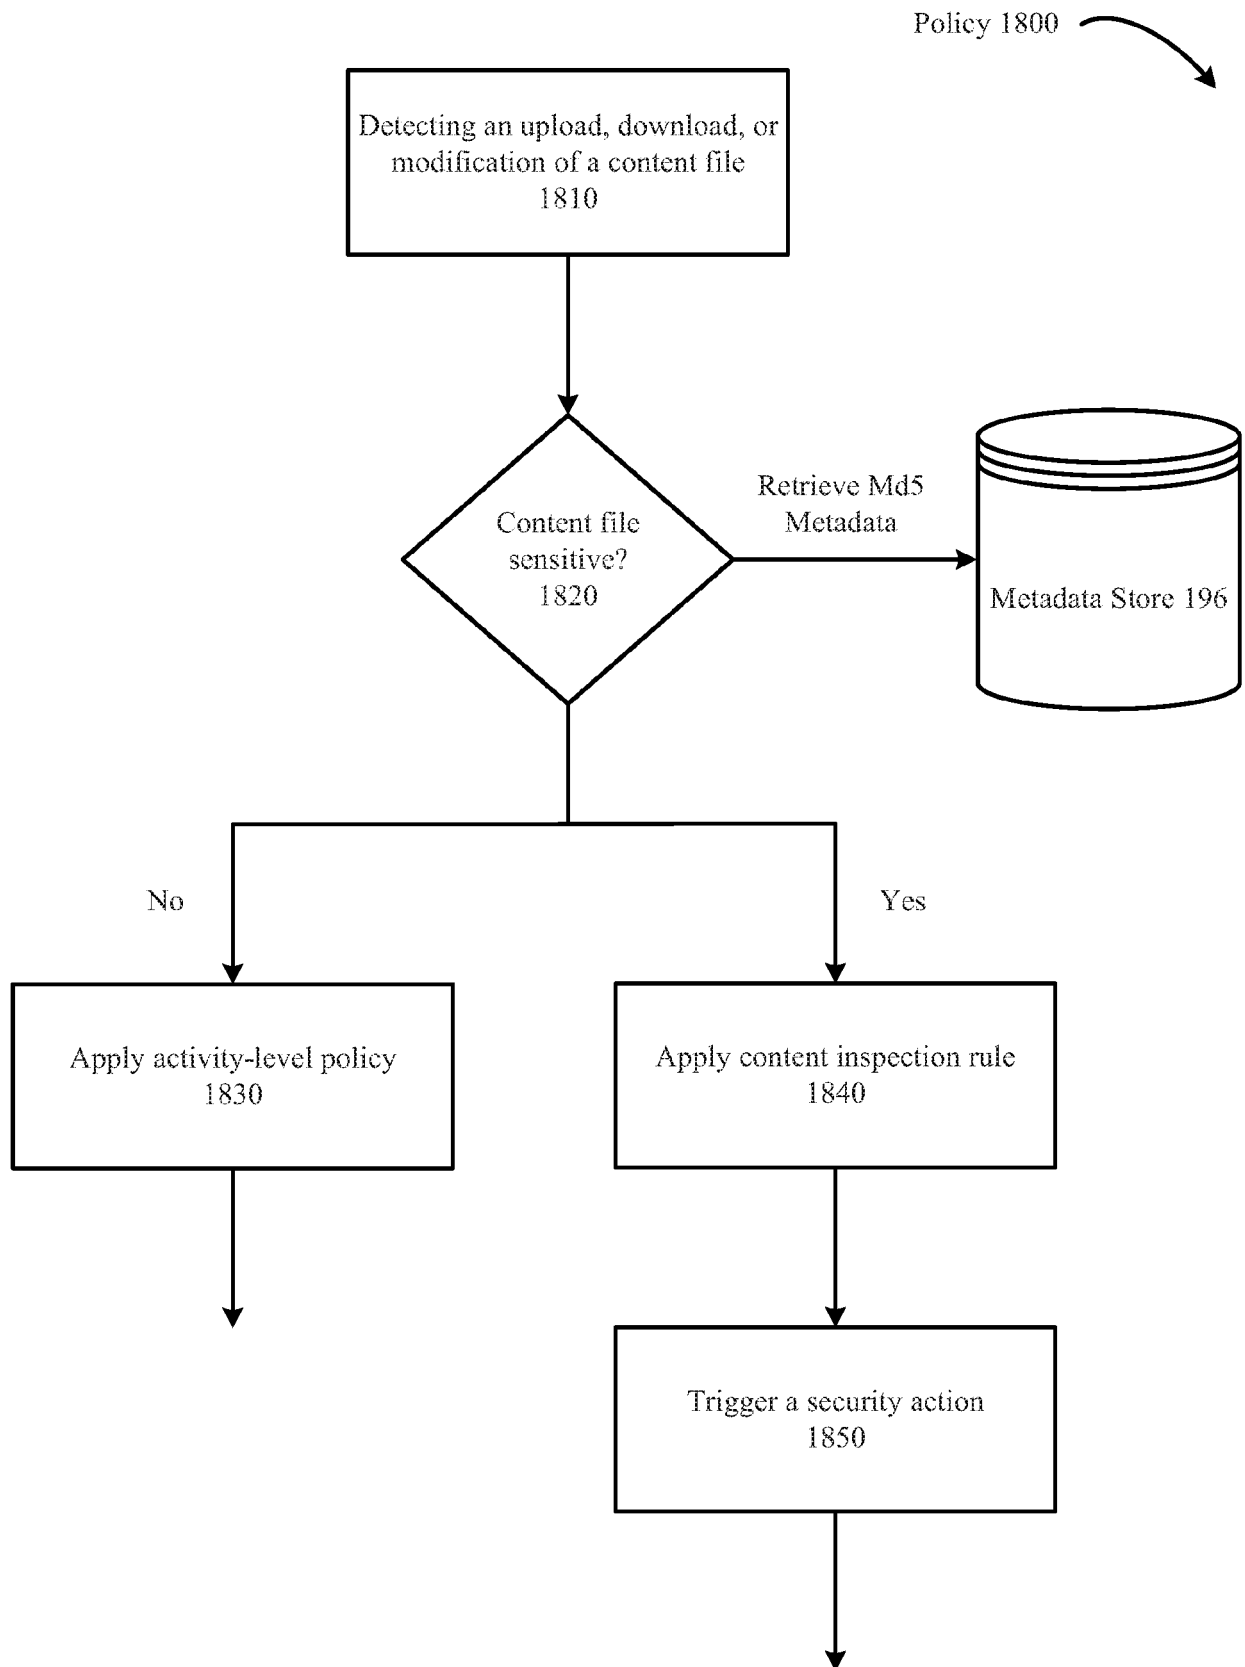 Policy 1800
Detecting an upload, download, or
modification of a content file
1810
Content file
sensitive?
1820
Retrieve Md5
Metadata
Metadata Store 196
No
Yes
Apply activity-level policy
1830
Apply content inspection rule
1840
Trigger a security action
1850